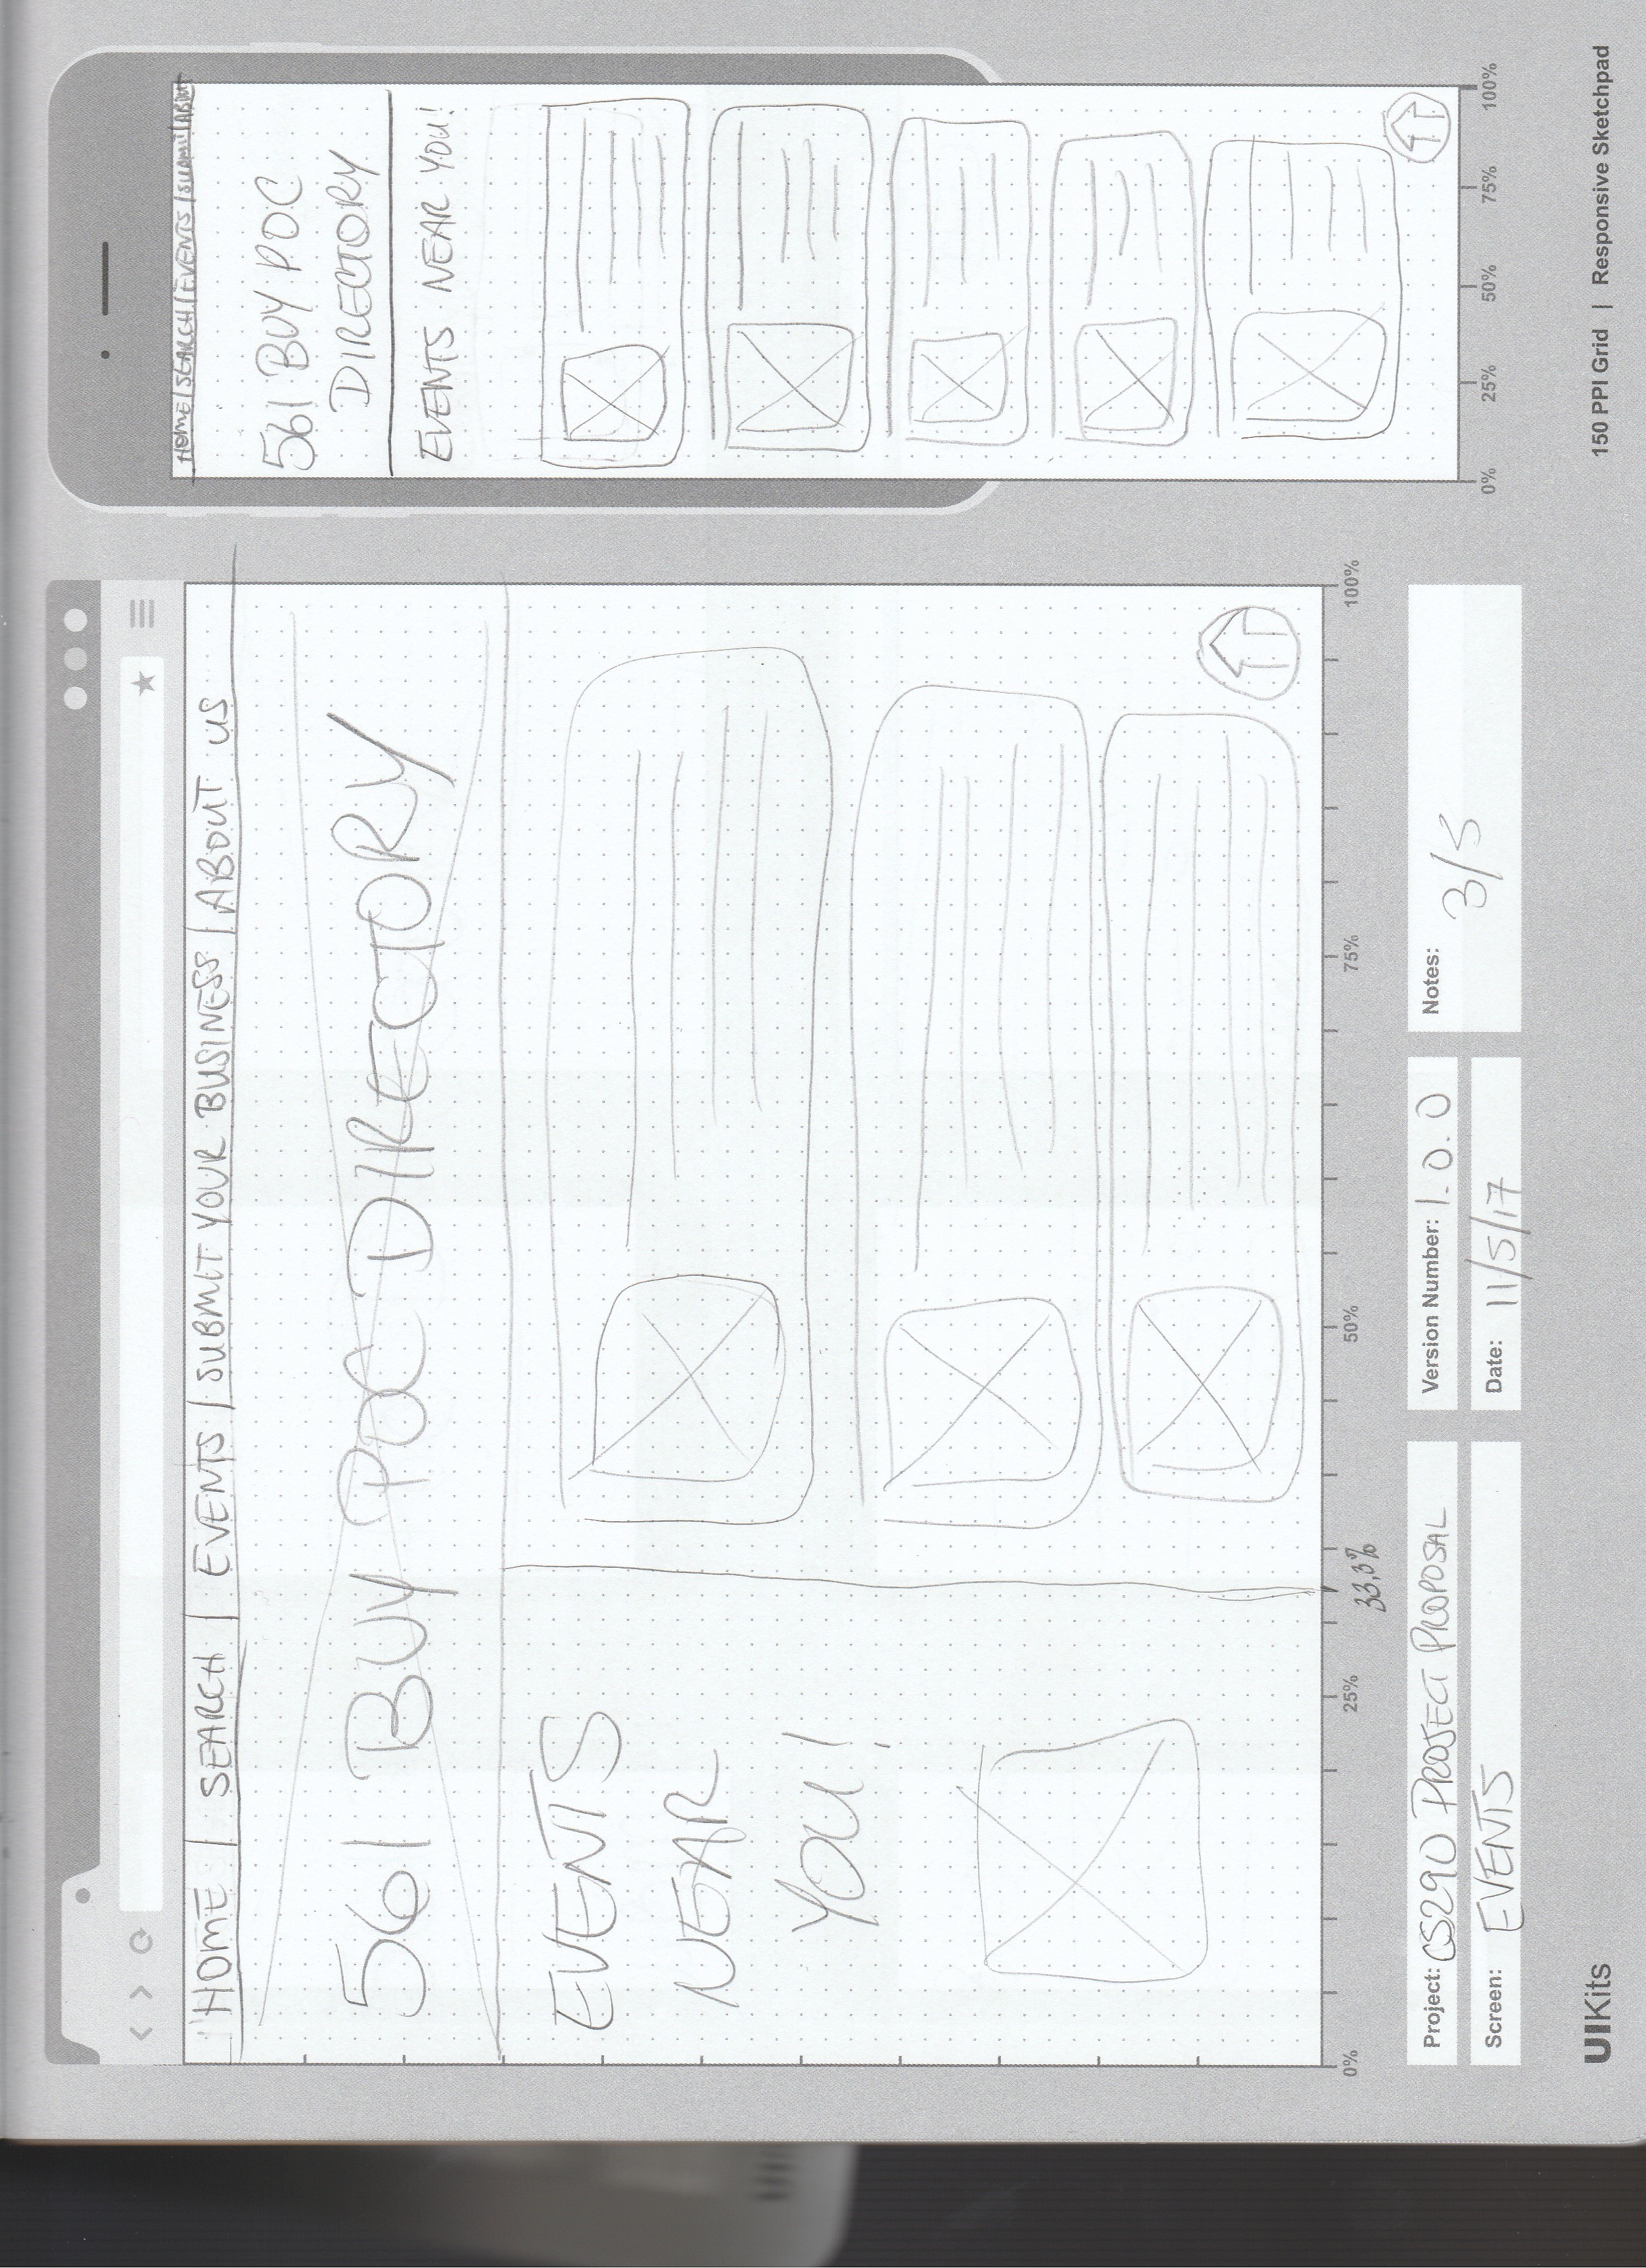 HOME | SEARCH | EVENTS | SUBMIT YOUR BUSINESS | ABOUT US
561 BUY POC DIRECTORY
EVENTS
NEAR
YOU!
0% 25% 33.3% 50% 75% 100%
HOME | SEARCH | EVENTS | SUBMIT | ABOUT
561 BUY POC
DIRECTORY
EVENTS NEAR YOU!
0% 25% 50% 75% 100%
Project: CS290 PROJECT PROPOSAL
Screen: EVENTS
Version Number: 1.0.0
Date: 11/5/17
Notes:
3/5
UIKits
150 PPI Grid | Responsive Sketchpad